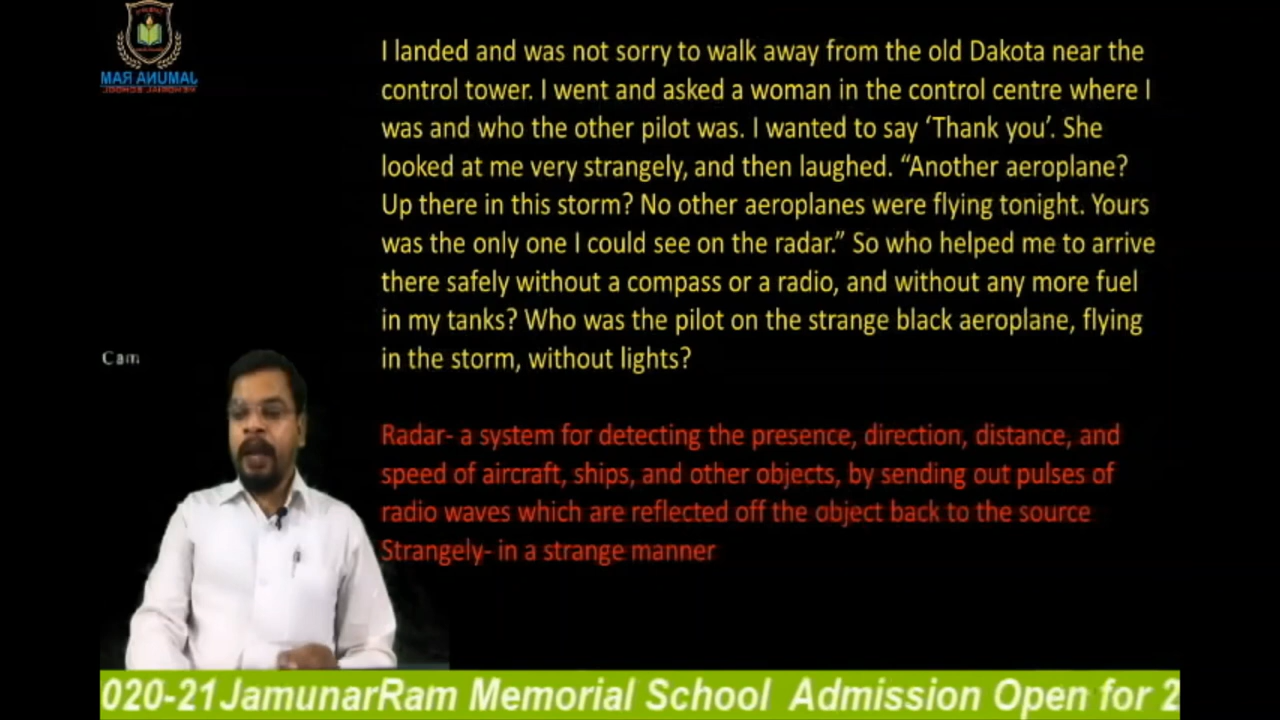 JAMUNA RAM
MEMORIAL SCHOOL
I landed and was not sorry to walk away from the old Dakota near the
control tower. I went and asked a woman in the control centre where I
was and who the other pilot was. I wanted to say ‘Thank you’. She
looked at me very strangely, and then laughed. “Another aeroplane?
Up there in this storm? No other aeroplanes were flying tonight. Yours
was the only one I could see on the radar.” So who helped me to arrive
there safely without a compass or a radio, and without any more fuel
in my tanks? Who was the pilot on the strange black aeroplane, flying
in the storm, without lights?
Cam
Radar- a system for detecting the presence, direction, distance, and
speed of aircraft, ships, and other objects, by sending out pulses of
radio waves which are reflected off the object back to the source
Strangely- in a strange manner
020-21 JamunarRam Memorial School Admission Open for 2